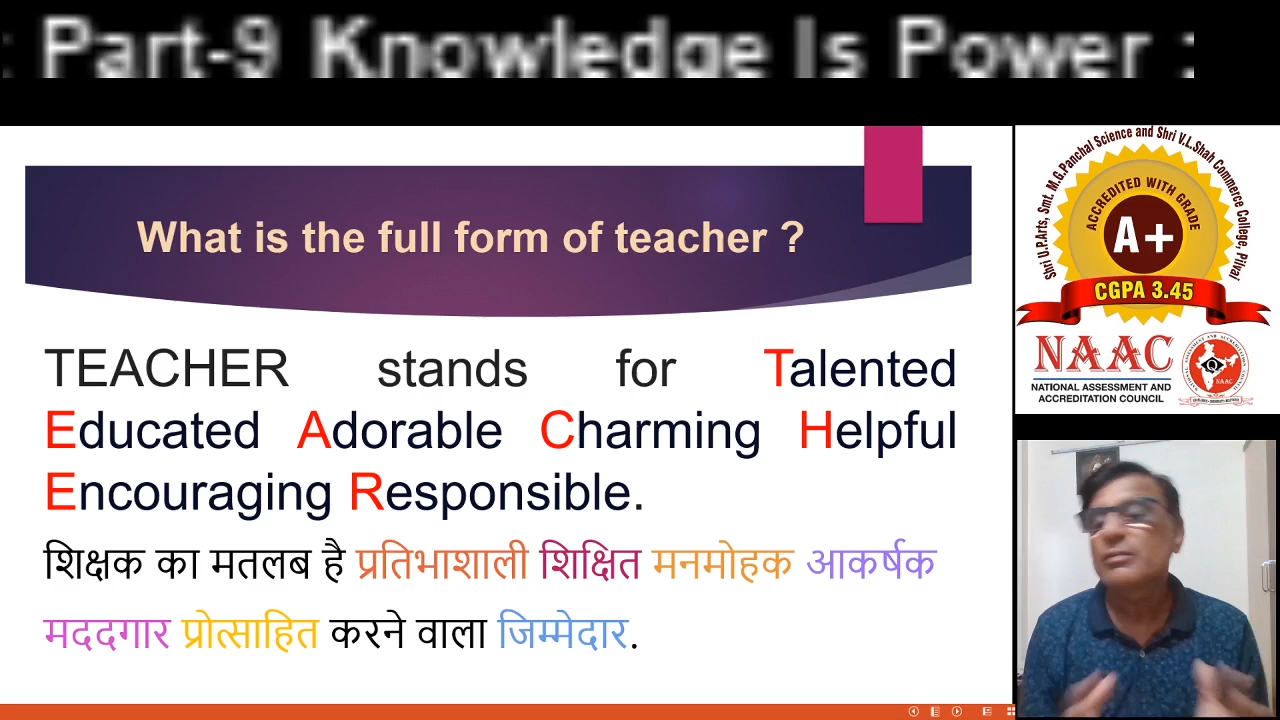 : Part-9 Knowledge Is Power :
What is the full form of teacher ?
TEACHER stands for Talented
Educated Adorable Charming Helpful
Encouraging Responsible.
शिक्षक का मतलब है प्रतिभाशाली शिक्षित मनमोहक आकर्षक
मददगार प्रोत्साहित करने वाला जिम्मेदार.
Shri U.P.Arts, Smt. M.G.Panchal Science and Shri V.L.Shah Commerce College, Pilvai
ACCREDITED WITH GRADE
A+
CGPA 3.45
NAAC
NATIONAL ASSESSMENT AND
ACCREDITATION COUNCIL
NAAC